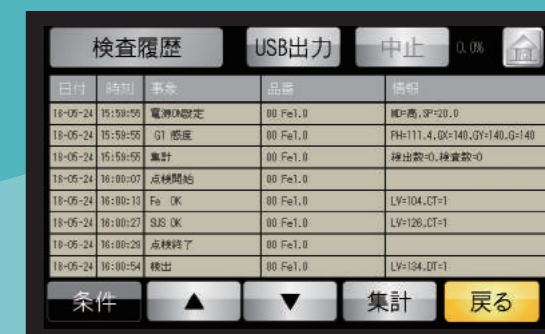 検査履歴 USB出力 中止 0.0%
日付 時刻 事象 品番 情報
18-05-24 15:59:55 電源ON設定 00 Fe1.0 MD=高,SP=20.0
18-05-24 15:59:55 G1 感度 00 Fe1.0 PH=111.4,GX=140,GY=140,G=140
18-05-24 15:59:55 集計 00 Fe1.0 検出数=0,検査数=0
18-05-24 16:00:07 点検開始 00 Fe1.0
18-05-24 16:00:13 Fe OK 00 Fe1.0 LV=104,CT=1
18-05-24 16:00:27 SUS OK 00 Fe1.0 LV=126,CT=1
18-05-24 16:00:29 点検終了 00 Fe1.0
18-05-24 16:00:54 検出 00 Fe1.0 LV=134,DT=1
条件 ▲ ▼ 集計 戻る